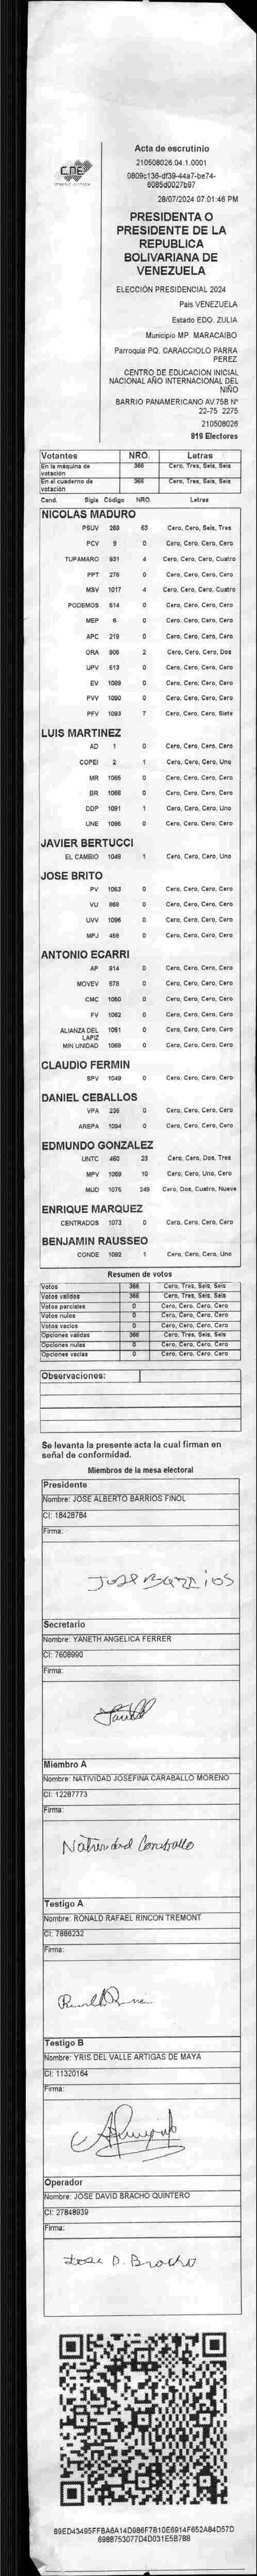 CNE
Acta de escrutinio
210508026.04.1.0001
0809c136-df39-44a7-be74-
6085d0027b97
28/07/2024 07:01:46 PM
PRESIDENTA O
PRESIDENTE DE LA
REPUBLICA
BOLIVARIANA DE
VENEZUELA
ELECCIÓN PRESIDENCIAL 2024
Pais VENEZUELA
Estado EDO. ZULIA
Municipio MP. MARACAIBO
Parroquia PQ. CARACCIOLO PARRA
PEREZ
CENTRO DE EDUCACION INICIAL
NACIONAL AÑO INTERNACIONAL DEL
NIÑO
BARRIO PANAMERICANO AV.75B Nº
22-75 2275
210508026
819 Electores
Votantes NRO. Letras
En la máquina de votación 366 Cero, Tres, Seis, Seis
En el cuaderno de votación 366 Cero, Tres, Seis, Seis
Cand. Sigla Código NRO. Letras
NICOLAS MADURO
PSUV 269 63 Cero, Cero, Seis, Tres
PCV 9 0 Cero, Cero, Cero, Cero
TUPAMARO 931 4 Cero, Cero, Cero, Cuatro
PPT 276 0 Cero, Cero, Cero, Cero
MSV 1017 4 Cero, Cero, Cero, Cuatro
PODEMOS 614 0 Cero, Cero, Cero, Cero
MEP 6 0 Cero, Cero, Cero, Cero
APC 219 0 Cero, Cero, Cero, Cero
ORA 906 2 Cero, Cero, Cero, Dos
UPV 613 0 Cero, Cero, Cero, Cero
EV 1089 0 Cero, Cero, Cero, Cero
PVV 1090 0 Cero, Cero, Cero, Cero
PFV 1093 7 Cero, Cero, Cero, Siete
LUIS MARTINEZ
AD 1 0 Cero, Cero, Cero, Cero
COPEI 2 1 Cero, Cero, Cero, Uno
MR 1065 0 Cero, Cero, Cero, Cero
BR 1086 0 Cero, Cero, Cero, Cero
DDP 1091 1 Cero, Cero, Cero, Uno
UNE 1095 0 Cero, Cero, Cero, Cero
JAVIER BERTUCCI
EL CAMBIO 1048 1 Cero, Cero, Cero, Uno
JOSE BRITO
PV 1053 0 Cero, Cero, Cero, Cero
VU 869 0 Cero, Cero, Cero, Cero
UVV 1096 0 Cero, Cero, Cero, Cero
MPJ 456 0 Cero, Cero, Cero, Cero
ANTONIO ECARRI
AP 914 0 Cero, Cero, Cero, Cero
MOVEV 678 0 Cero, Cero, Cero, Cero
CMC 1050 0 Cero, Cero, Cero, Cero
FV 1062 0 Cero, Cero, Cero, Cero
ALIANZA DEL LAPIZ 1051 0 Cero, Cero, Cero, Cero
MIN UNIDAD 1068 0 Cero, Cero, Cero, Cero
CLAUDIO FERMIN
SPV 1049 0 Cero, Cero, Cero, Cero
DANIEL CEBALLOS
VPA 236 0 Cero, Cero, Cero, Cero
AREPA 1094 0 Cero, Cero, Cero, Cero
EDMUNDO GONZALEZ
UNTC 460 23 Cero, Cero, Dos, Tres
MPV 1069 10 Cero, Cero, Uno, Cero
MUD 1075 249 Cero, Dos, Cuatro, Nueve
ENRIQUE MARQUEZ
CENTRADOS 1073 0 Cero, Cero, Cero, Cero
BENJAMIN RAUSSEO
CONDE 1092 1 Cero, Cero, Cero, Uno
Resumen de votos
Votos 366 Cero, Tres, Seis, Seis
Votos validos 366 Cero, Tres, Seis, Seis
Votos parciales 0 Cero, Cero, Cero, Cero
Votos nulos 0 Cero, Cero, Cero, Cero
Votos vacios 0 Cero, Cero, Cero, Cero
Opciones validas 366 Cero, Tres, Seis, Seis
Opciones nulas 0 Cero, Cero, Cero, Cero
Opciones vacias 0 Cero, Cero, Cero, Cero
Observaciones:
Se levanta la presente acta la cual firman en
señal de conformidad.
Miembros de la mesa electoral
Presidente
Nombre: JOSE ALBERTO BARRIOS FINOL
CI: 18428764
Firma:
Jose Barrios
Secretario
Nombre: YANETH ANGELICA FERRER
CI: 7608990
Firma:
Miembro A
Nombre: NATIVIDAD JOSEFINA CARABALLO MORENO
CI: 12287773
Firma:
Natividad Caraballo
Testigo A
Nombre: RONALD RAFAEL RINCON TREMONT
CI: 7886232
Firma:
Testigo B
Nombre: YRIS DEL VALLE ARTIGAS DE MAYA
CI: 11320164
Firma:
Operador
Nombre: JOSE DAVID BRACHO QUINTERO
CI: 27848939
Firma:
Jose D. Bracho
89ED43495FFBA6A14D986F7B10E6914F652A84D57D
6988753077D4D031E5B788